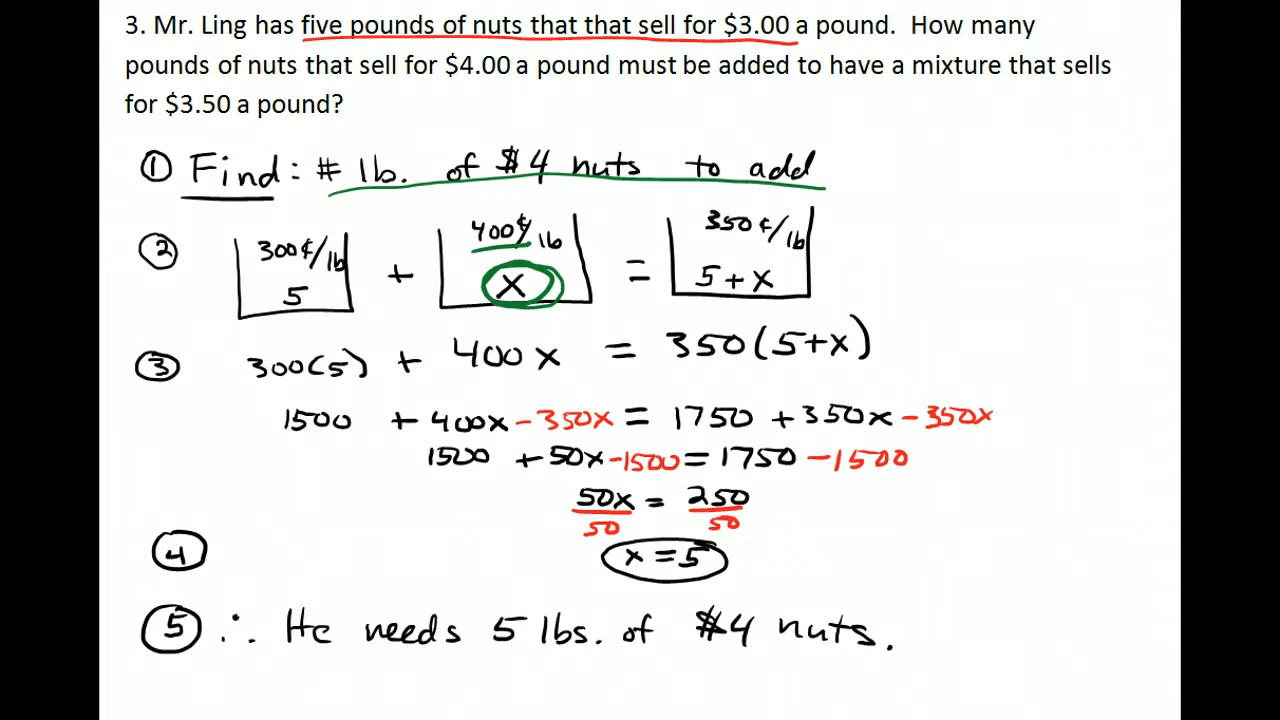 3. Mr. Ling has five pounds of nuts that that sell for $3.00 a pound. How many
pounds of nuts that sell for $4.00 a pound must be added to have a mixture that sells
for $3.50 a pound?
① Find: # lb. of $4 nuts to add
② 300¢/lb 5 + 400¢/lb x = 350¢/lb 5+x
③ 300(5) + 400x = 350(5+x)
1500 + 400x - 350x = 1750 + 350x - 350x
1500 + 50x - 1500 = 1750 - 1500
50x = 250
50 50
④ x = 5
⑤ ∴ He needs 5 lbs. of $4 nuts.